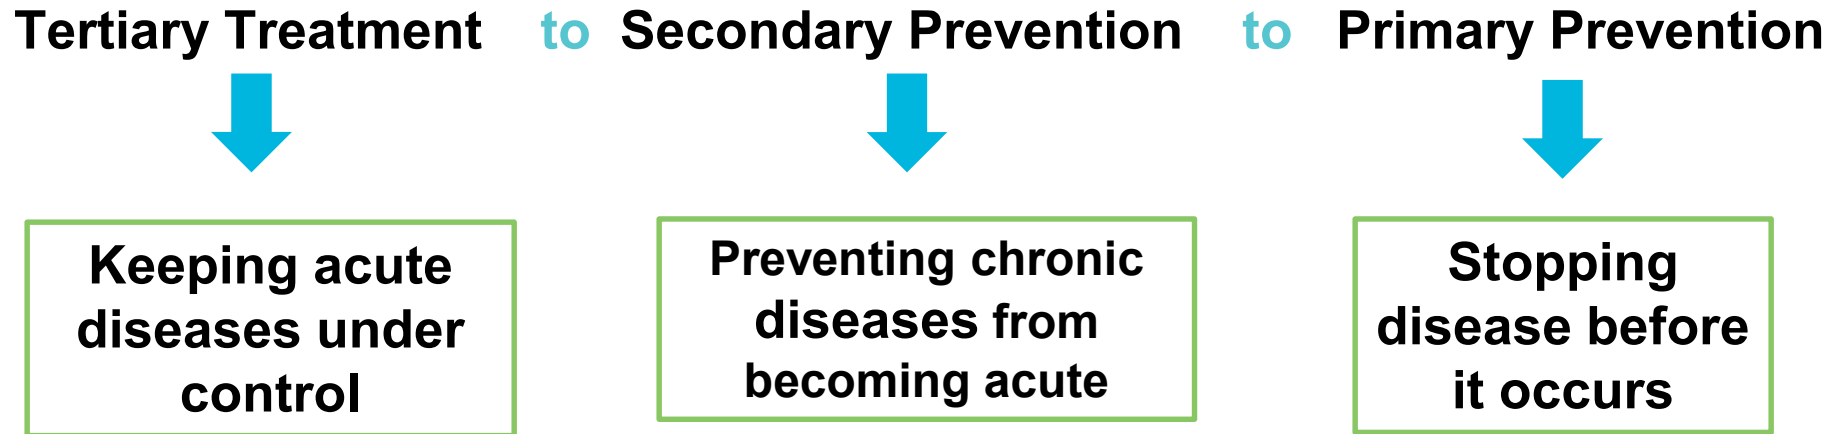 Tertiary Treatment to Secondary Prevention to Primary Prevention
Keeping acute
diseases under
control
Preventing chronic
diseases from
becoming acute
Stopping
disease before
it occurs